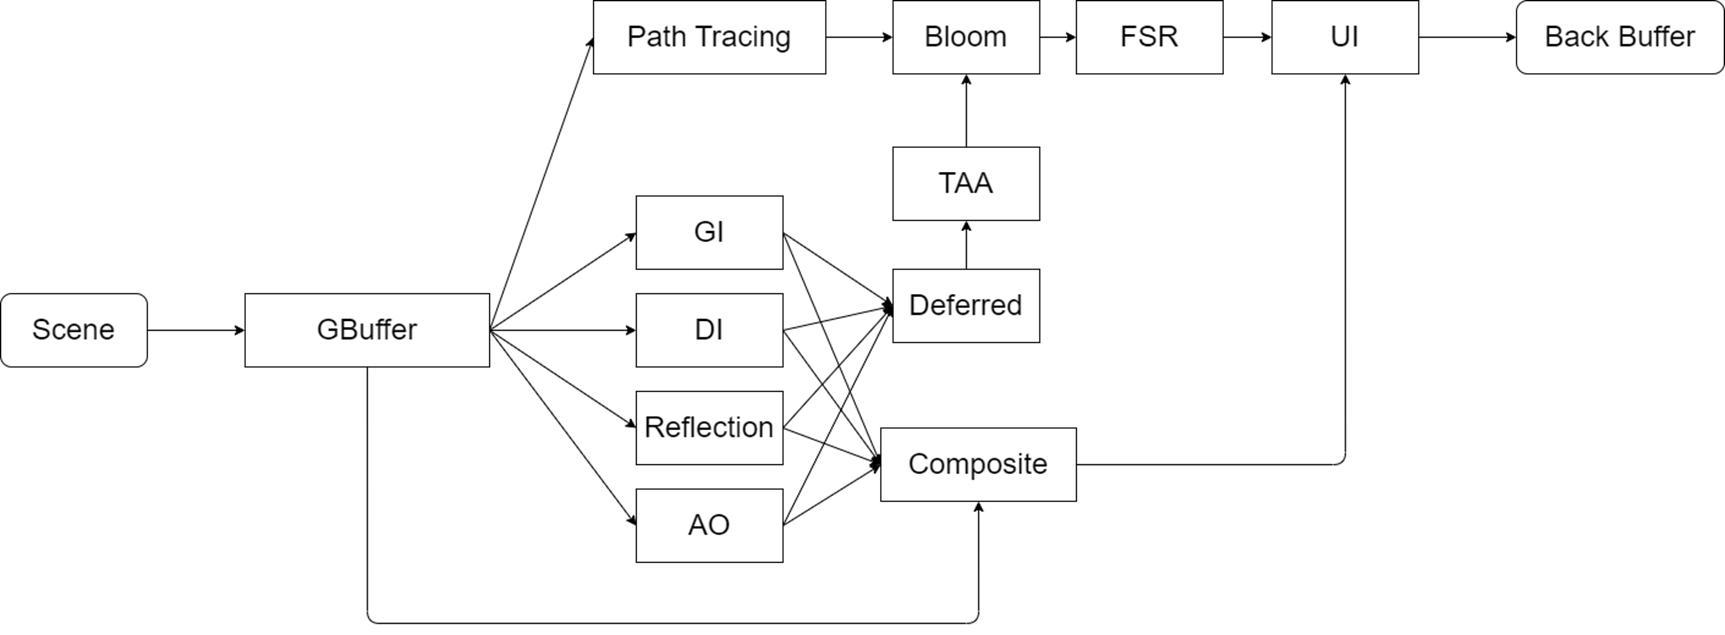 Path Tracing
Bloom
FSR
UI
Back Buffer
TAA
GI
Deferred
Scene
GBuffer
DI
Reflection
Composite
AO